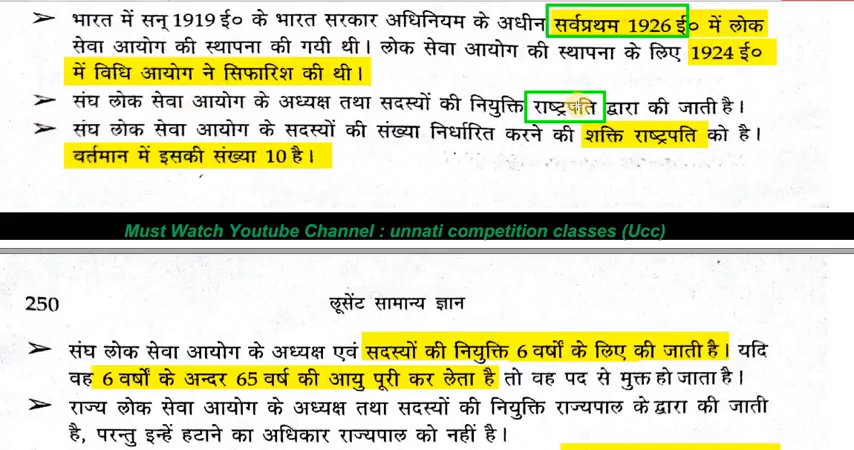 ➤ भारत में सन् 1919 ई० के भारत सरकार अधिनियम के अधीन सर्वप्रथम 1926 ई० में लोक
सेवा आयोग की स्थापना की गयी थी। लोक सेवा आयोग की स्थापना के लिए 1924 ई०
में विधि आयोग ने सिफारिश की थी।
➤ संघ लोक सेवा आयोग के अध्यक्ष तथा सदस्यों की नियुक्ति राष्ट्रपति द्वारा की जाती है।
➤ संघ लोक सेवा आयोग के सदस्यों की संख्या निर्धारित करने की शक्ति राष्ट्रपति को है।
वर्तमान में इसकी संख्या 10 है।
Must Watch Youtube Channel : unnati competition classes (Ucc)
250 लूसेंट सामान्य ज्ञान
➤ संघ लोक सेवा आयोग के अध्यक्ष एवं सदस्यों की नियुक्ति 6 वर्षों के लिए की जाती है। यदि
वह 6 वर्षों के अन्दर 65 वर्ष की आयु पूरी कर लेता है तो वह पद से मुक्त हो जाता है।
➤ राज्य लोक सेवा आयोग के अध्यक्ष तथा सदस्यों की नियुक्ति राज्यपाल के द्वारा की जाती
है, परन्तु इन्हें हटाने का अधिकार राज्यपाल को नहीं है।